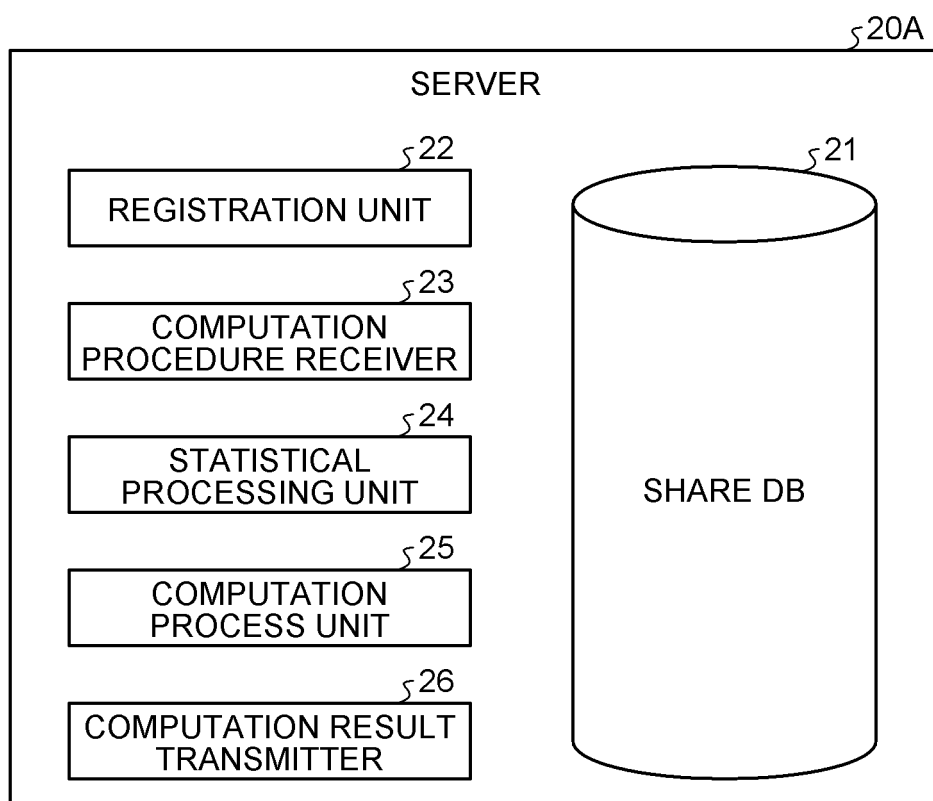 20A
SERVER
22
REGISTRATION UNIT
23
COMPUTATION
PROCEDURE RECEIVER
24
STATISTICAL
PROCESSING UNIT
25
COMPUTATION
PROCESS UNIT
26
COMPUTATION RESULT
TRANSMITTER
21
SHARE DB